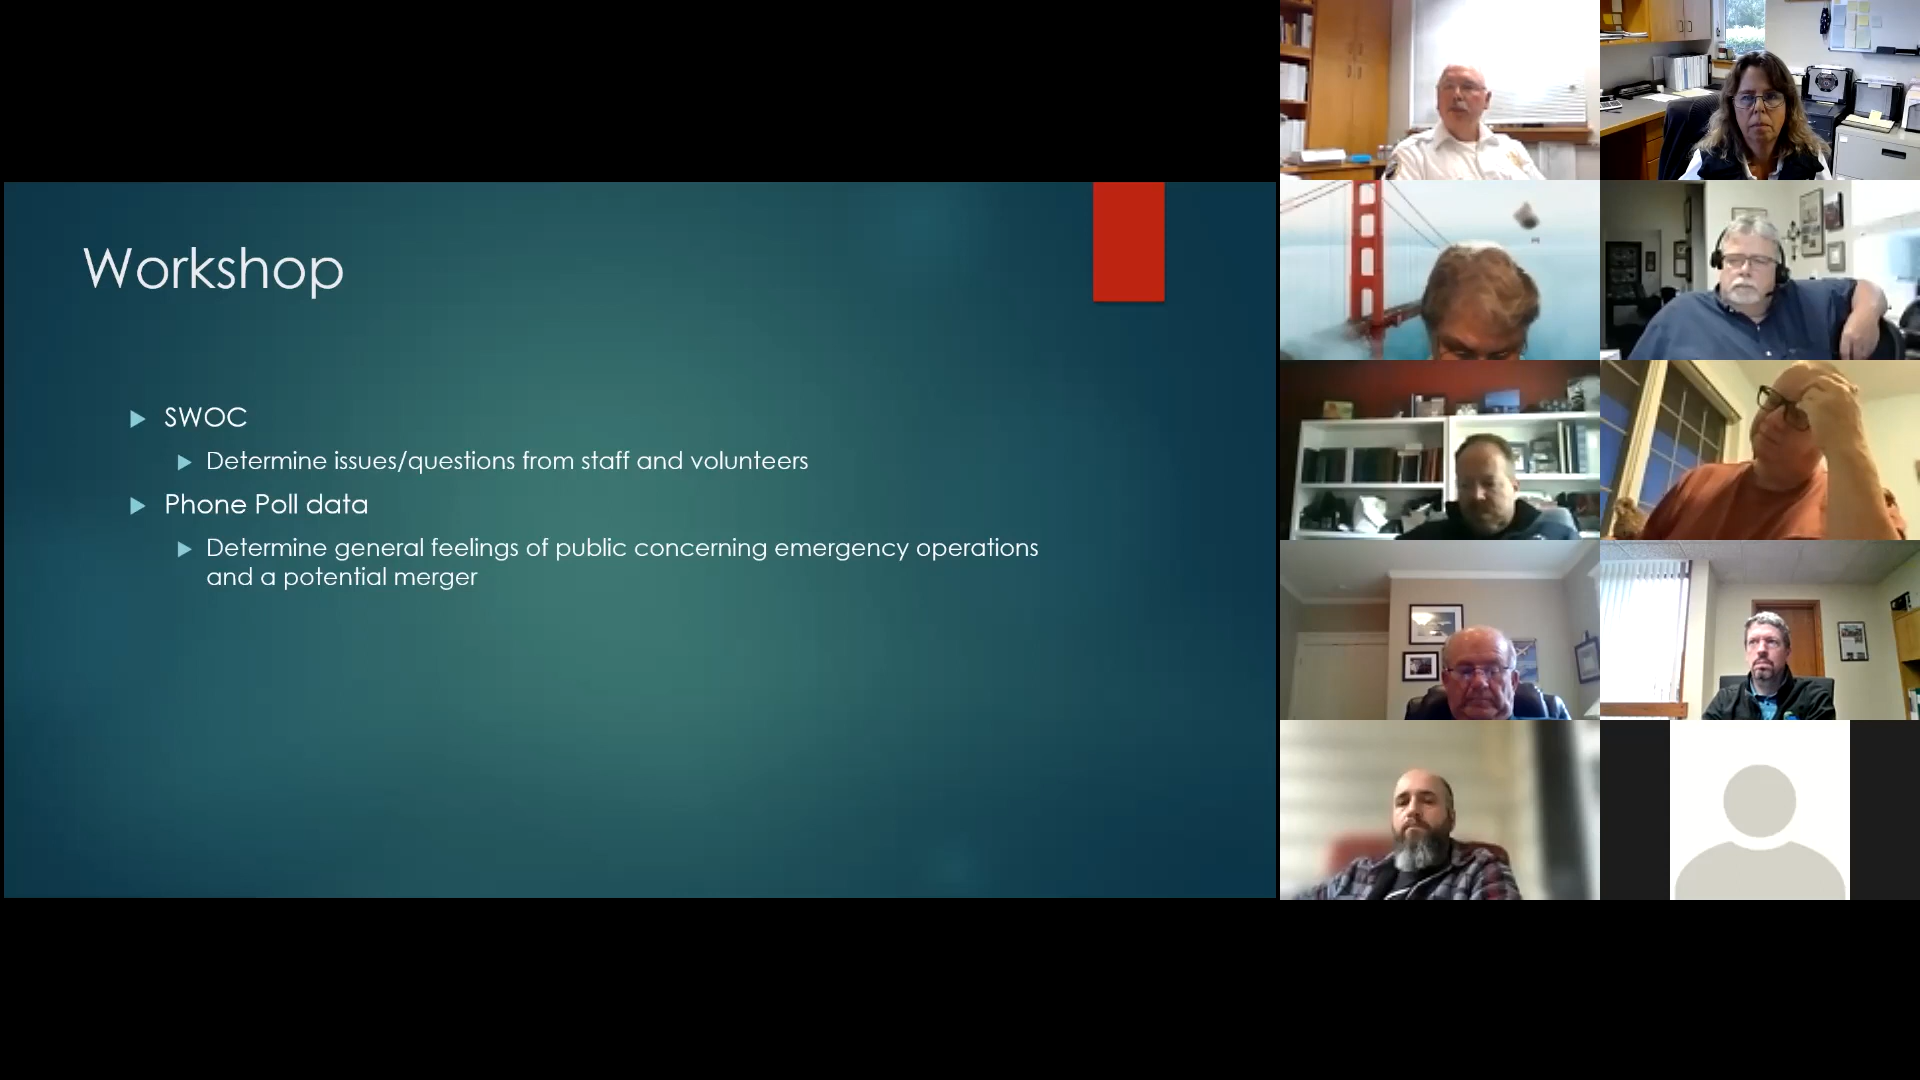 Workshop
SWOC
Determine issues/questions from staff and volunteers
Phone Poll data
Determine general feelings of public concerning emergency operations
and a potential merger